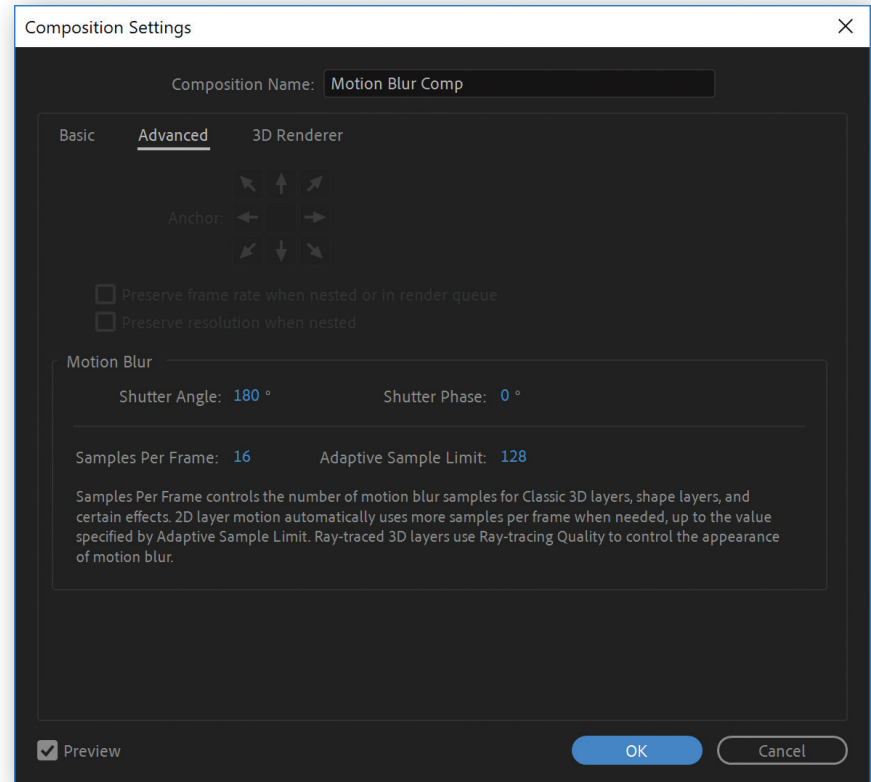 Composition Settings
Composition Name: Motion Blur Comp
Basic Advanced 3D Renderer
Anchor:
Preserve frame rate when nested or in render queue
Preserve resolution when nested
Motion Blur
Shutter Angle: 180 ° Shutter Phase: 0 °
Samples Per Frame: 16 Adaptive Sample Limit: 128
Samples Per Frame controls the number of motion blur samples for Classic 3D layers, shape layers, and
certain effects. 2D layer motion automatically uses more samples per frame when needed, up to the value
specified by Adaptive Sample Limit. Ray-traced 3D layers use Ray-tracing Quality to control the appearance
of motion blur.
Preview OK Cancel